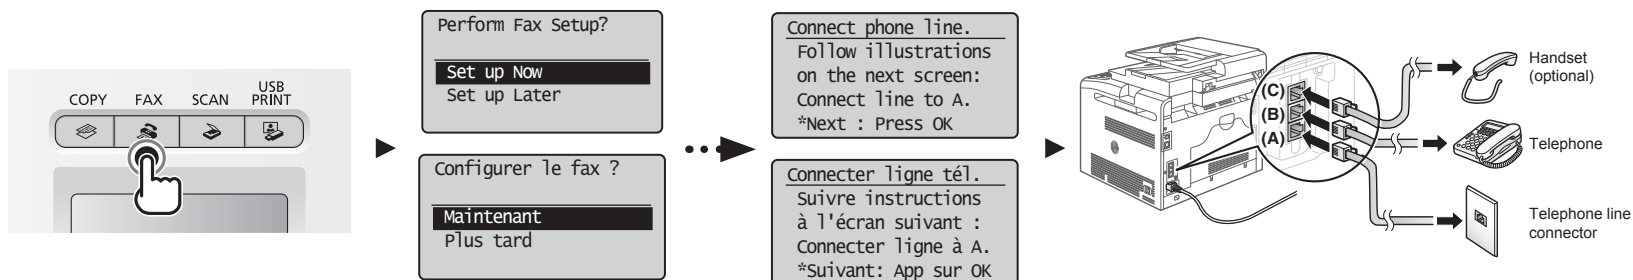 COPY
FAX
SCAN
USB
PRINT
Perform Fax Setup?
Set up Now
Set up Later
Configurer le fax ?
Maintenant
Plus tard
Connect phone line.
Follow illustrations
on the next screen:
Connect line to A.
*Next : Press OK
Connecter ligne tél.
Suivre instructions
à l'écran suivant :
Connecter ligne à A.
*Suivant: App sur OK
(C)
(B)
(A)
Handset
(optional)
Telephone
Telephone line
connector